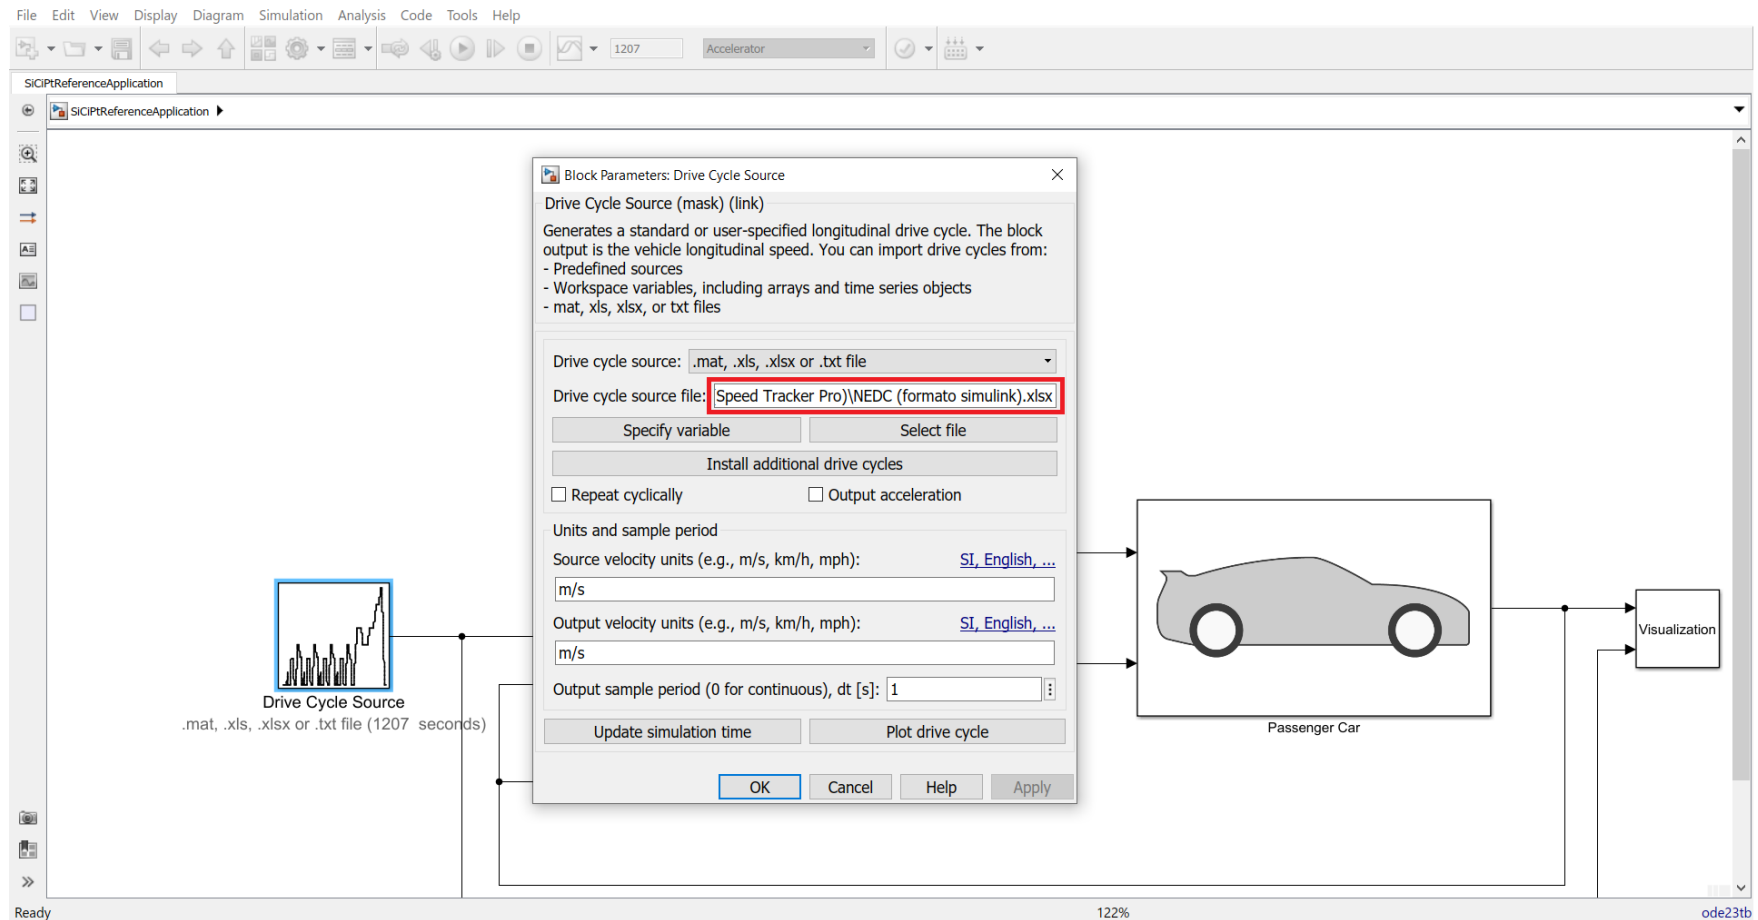 File Edit View Display Diagram Simulation Analysis Code Tools Help
1207 Accelerator
SiCiPtReferenceApplication
SiCiPtReferenceApplication
Block Parameters: Drive Cycle Source
Drive Cycle Source (mask) (link)
Generates a standard or user-specified longitudinal drive cycle. The block
output is the vehicle longitudinal speed. You can import drive cycles from:
- Predefined sources
- Workspace variables, including arrays and time series objects
- mat, xls, xlsx, or txt files
Drive cycle source: .mat, .xls, .xlsx or .txt file
Drive cycle source file: Speed Tracker Pro)\NEDC (formato simulink).xlsx
Specify variable Select file
Install additional drive cycles
Repeat cyclically Output acceleration
Units and sample period
Source velocity units (e.g., m/s, km/h, mph): SI, English, ...
m/s
Output velocity units (e.g., m/s, km/h, mph): SI, English, ...
m/s
Output sample period (0 for continuous), dt [s]: 1
Update simulation time Plot drive cycle
OK Cancel Help Apply
Drive Cycle Source
.mat, .xls, .xlsx or .txt file (1207 seconds)
Passenger Car
Visualization
Ready 122% ode23tb